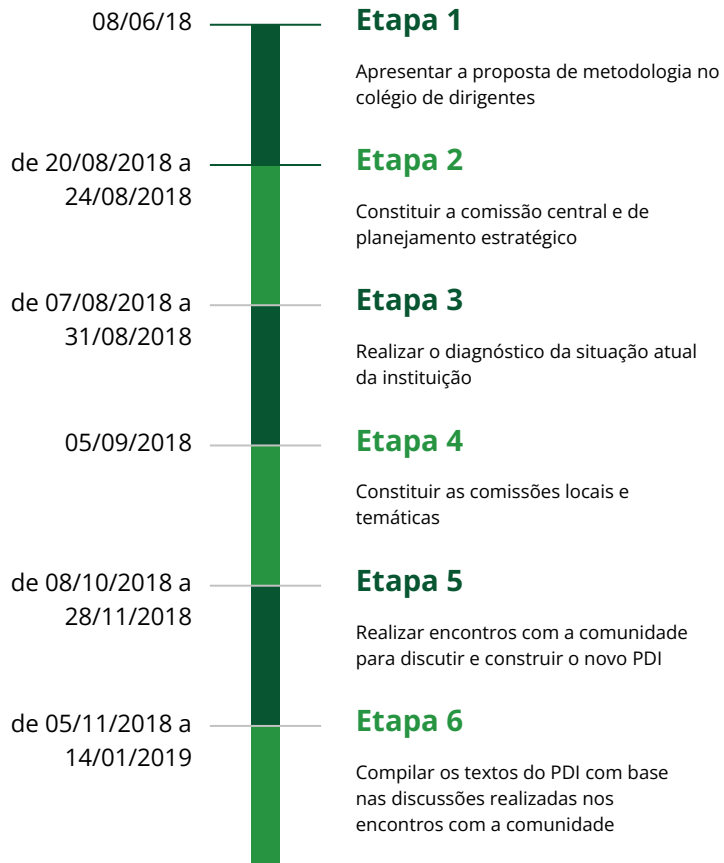 08/06/18
Etapa 1
Apresentar a proposta de metodologia no
colégio de dirigentes
de 20/08/2018 a
24/08/2018
Etapa 2
Constituir a comissão central e de
planejamento estratégico
de 07/08/2018 a
31/08/2018
Etapa 3
Realizar o diagnóstico da situação atual
da instituição
05/09/2018
Etapa 4
Constituir as comissões locais e
temáticas
de 08/10/2018 a
28/11/2018
Etapa 5
Realizar encontros com a comunidade
para discutir e construir o novo PDI
de 05/11/2018 a
14/01/2019
Etapa 6
Compilar os textos do PDI com base
nas discussões realizadas nos
encontros com a comunidade